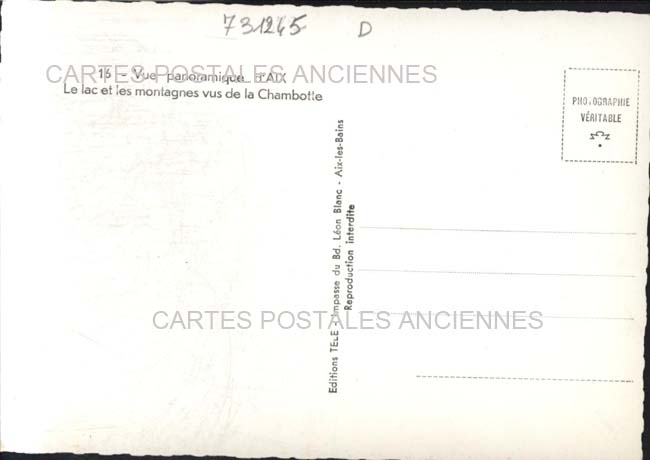 731245 D
CARTES POSTALES ANCIENNES
16 - Vue panoramique d'AIX
Le lac et les montagnes vus de la Chambotte
PHOTOGRAPHIE
VÉRITABLE
Editions TELE - Impasse du Bd. Léon Blanc - Aix-les-Bains
Reproduction interdite
CARTES POSTALES ANCIENNES